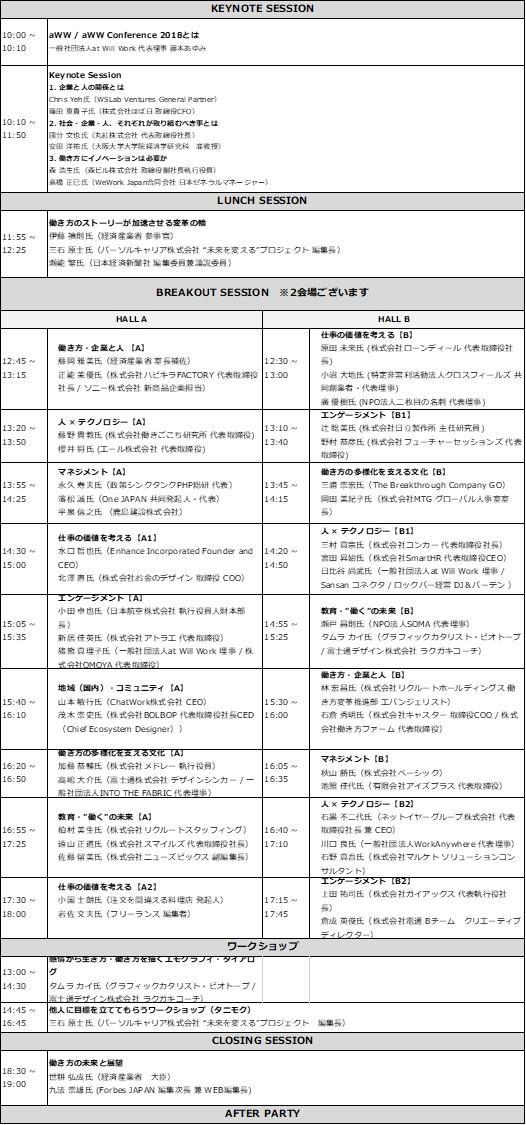 KEYNOTE SESSION
10:00 ~
10:10
aWW / aWW Conference 2018とは
一般社団法人at Will Work 代表理事 藤本あゆみ
10:10 ~
11:50
Keynote Session
1. 企業と人の関係とは
Chris Yeh氏（WSLab Ventures General Partner）
篠田 真貴子氏（株式会社ほぼ日 取締役CFO）
2. 社会・企業・人、それぞれが取り組むべき事とは
國分 文也氏（丸紅株式会社 代表取締役社長）
安田 洋祐氏（大阪大学大学院経済学研究科　准教授）
3. 働き方にイノベーションは必要か
森 浩生氏（森ビル株式会社 取締役副社長執行役員）
髙橋 正巳氏（WeWork Japan合同会社 日本ゼネラルマネージャー）
LUNCH SESSION
11:55 ~
12:25
働き方のストーリーが加速させる変革の輪
伊藤 禎則氏（経済産業省 参事官）
三石 原士氏（パーソルキャリア株式会社 “未来を変える”プロジェクト 編集長）
瀬能 繁氏（日本経済新聞社 編集委員兼論説委員）
BREAKOUT SESSION　※2会場ございます
HALL A
HALL B
12:45 ~
13:15
働き方・企業と人 【A】
藤岡 雅美氏（経済産業省 室長補佐）
正能 茉優氏（株式会社ハピキラFACTORY 代表取締役
社長 / ソニー株式会社 新商品企画担当）
12:30 ~
13:00
仕事の価値を考える【B】
原田 未来氏 (株式会社ローンディール 代表取締役社
長)
小沼 大地氏 (特定非営利活動法人クロスフィールズ 共
同創業者・代表理事)
廣 優樹氏 (NPO法人二枚目の名刺 代表理事)
13:20 ~
13:50
人 × テクノロジー【A】
藤野 貴教氏(株式会社働きごこち研究所 代表取締役)
櫻井 将氏 (エール株式会社 代表取締役)
13:10 ~
13:40
エンゲージメント【B1】
辻 聡美氏 (株式会社日立製作所 主任研究員)
野村 恭彦氏(株式会社フューチャーセッションズ 代表
取締役)
13:55 ~
14:25
マネジメント【A】
永久 寿夫氏（政策シンクタンクPHP総研 代表）
濱松 誠氏（One JAPAN 共同発起人・代表）
平泉 信之氏 （鹿島建設株式会社）
13:45 ~
14:15
働き方の多様化を支える文化【B】
三浦 崇宏氏（The Breakthrough Company GO）
岡田 美紀子氏（株式会社MTG グローバル人事室室
長）
14:30 ~
15:00
仕事の価値を考える【A1】
水口 哲也氏（Enhance Incorporated Founder and
CEO）
北澤 直氏（株式会社お金のデザイン 取締役 COO）
14:20 ~
14:50
人 × テクノロジー【B1】
三村 真宗氏（株式会社コンカー 代表取締役社長）
宮田 昇始氏（株式会社SmartHR 代表取締役CEO）
日比谷 尚武氏（一般社団法人at Will Work 理事 /
Sansan コネクタ / ロックバー経営 DJ＆バーテン ）
15:05 ~
15:35
エンゲージメント【A】
小田 卓也氏（日本航空株式会社 執行役員人財本部
長）
新居 佳英氏（株式会社アトラエ 代表取締役）
猪熊 真理子氏（一般社団法人at Will Work 理事 / 株
式会社OMOYA 代表取締役）
14:55 ~
15:25
教育・"働く"の未来【B】
瀬戸 昌宣氏（NPO法人SOMA 代表理事）
タムラ カイ氏（グラフィックカタリスト・ビオトープ
/ 富士通デザイン株式会社 ラクガキコーチ）
15:40 ~
16:10
地域（国内）・コミュニティ【A】
山本 敏行氏（ChatWork株式会社 CEO）
茂木 崇史氏（株式会社BOLBOP 代表取締役社長CED
（Chief Ecosystem Designer)））
15:30 ~
16:00
働き方・企業と人【B】
林 宏昌氏（株式会社リクルートホールディングス 働
き方変革推進部 エバンジェリスト）
石倉 秀明氏（株式会社キャスター 取締役COO / 株式
会社働き方ファーム 代表取締役）
16:20 ~
16:50
働き方の多様化を支える文化【A】
加藤 恭輔氏（株式会社メドレー 執行役員）
高嶋 大介氏（富士通株式会社 デザインシンカー / 一
般社団法人INTO THE FABRIC 代表理事）
16:05 ~
16:35
マネジメント【B】
秋山 勝氏（株式会社ベーシック）
池照 佳代氏（有限会社アイズプラス 代表取締役）
16:55 ~
17:25
教育・"働く"の未来【A】
柏村 美生氏（株式会社リクルートスタッフィング）
遠山 正道氏（株式会社スマイルズ 代表取締役社長）
佐藤 留美氏（株式会社ニューズピックス 副編集長）
16:40 ~
17:10
人 × テクノロジー【B2】
石黒 不二代氏（ネットイヤーグループ株式会社 代表
取締役社長 兼 CEO）
川口 良氏（一般社団法人WorkAnywhere 代表理事）
石野 真吾氏（株式会社マルケト ソリューションコン
サルタント）
17:30 ~
18:00
仕事の価値を考える【A2】
小国 士朗氏（注文を間違える料理店 発起人）
岩佐 文夫氏（フリーランス 編集者）
17:15 ~
17:45
エンゲージメント【B2】
上田 祐司氏（株式会社ガイアックス 代表執行役社
長）
倉成 英俊氏（株式会社電通 Bチーム　クリエーティブ
ディレクター）
ワークショップ
13:00 ~
14:30
感情から生き方・働き方を描くエモグラフィ・ダイアロ
グ
タムラ カイ氏（グラフィックカタリスト・ビオトープ /
富士通デザイン株式会社 ラクガキコーチ）
14:45 ~
16:45
他人に目標を立ててもらうワークショップ（タニモク）
三石 原士氏（パーソルキャリア株式会社 “未来を変える”プロジェクト　編集長）
CLOSING SESSION
18:30 ~
19:00
働き方の未来と展望
世耕 弘成氏（経済産業省　大臣）
九法 崇雄氏 (Forbes JAPAN 編集次長 兼 WEB編集長)
AFTER PARTY